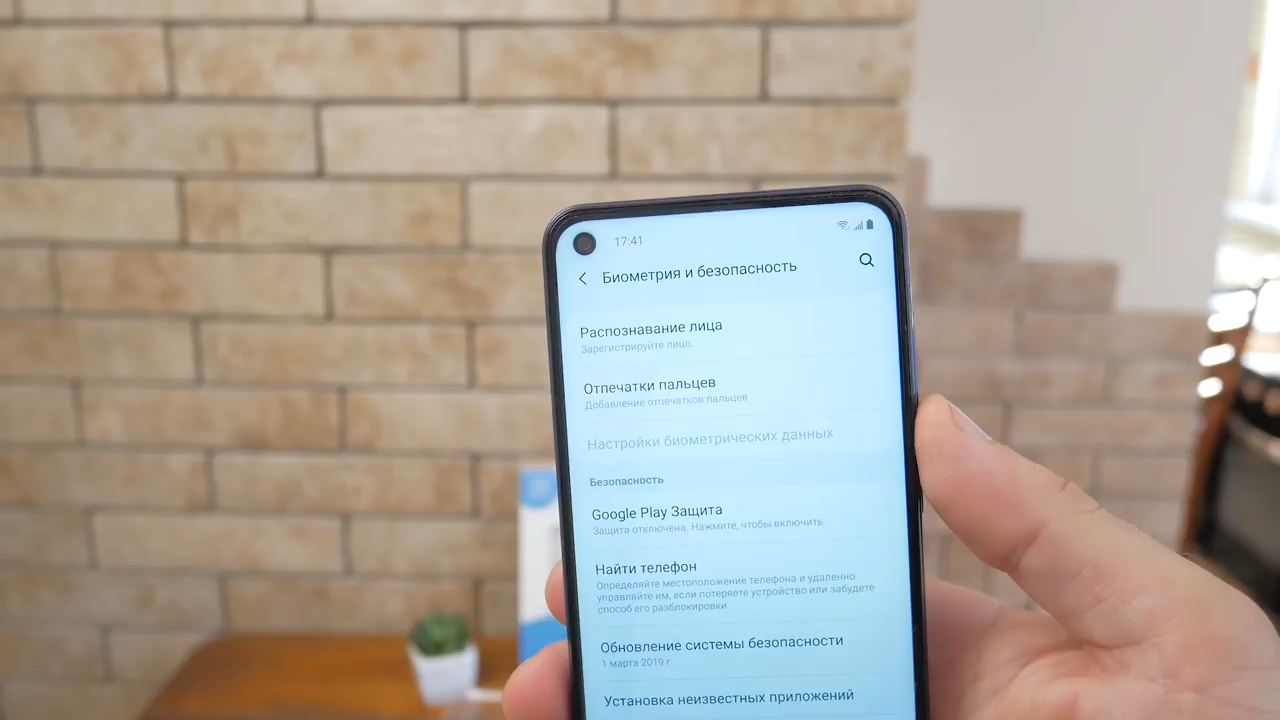 17:41
Биометрия и безопасность
Распознавание лица
Зарегистрируйте лицо.
Отпечатки пальцев
Добавление отпечатков пальцев
Настройки биометрических данных
Безопасность
Google Play Защита
Защита отключена. Нажмите, чтобы включить
Найти телефон
Определяйте местоположение телефона и удаленно
управляйте им, если потеряете устройство или забудете
способ его разблокировки
Обновление системы безопасности
1 марта 2019 г.
Установка неизвестных приложений